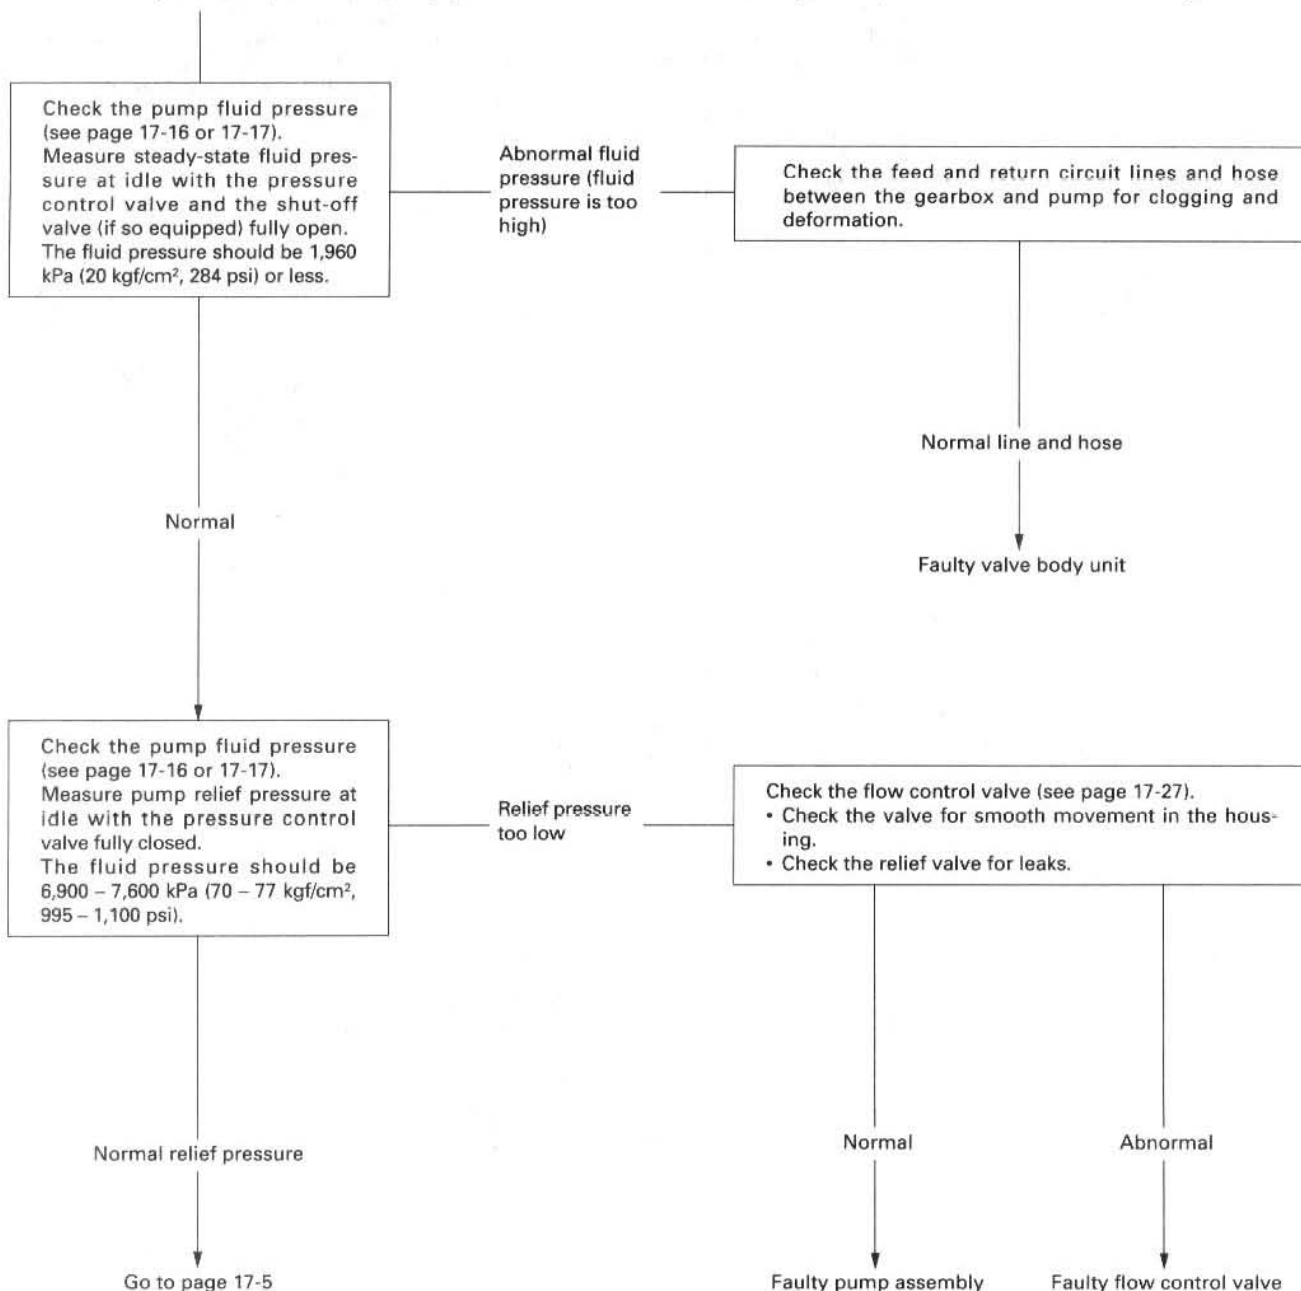 Check the pump fluid pressure
(see page 17-16 or 17-17).
Measure steady-state fluid pres-
sure at idle with the pressure
control valve and the shut-off
valve (if so equipped) fully open.
The fluid pressure should be 1,960
kPa (20 kgf/cm², 284 psi) or less.
Abnormal fluid
pressure (fluid
pressure is too
high)
Check the feed and return circuit lines and hose
between the gearbox and pump for clogging and
deformation.
Normal line and hose
Faulty valve body unit
Normal
Check the pump fluid pressure
(see page 17-16 or 17-17).
Measure pump relief pressure at
idle with the pressure control
valve fully closed.
The fluid pressure should be
6,900 – 7,600 kPa (70 – 77 kgf/cm²,
995 – 1,100 psi).
Relief pressure
too low
Check the flow control valve (see page 17-27).
• Check the valve for smooth movement in the hous-
ing.
• Check the relief valve for leaks.
Normal
Abnormal
Normal relief pressure
Go to page 17-5
Faulty pump assembly
Faulty flow control valve